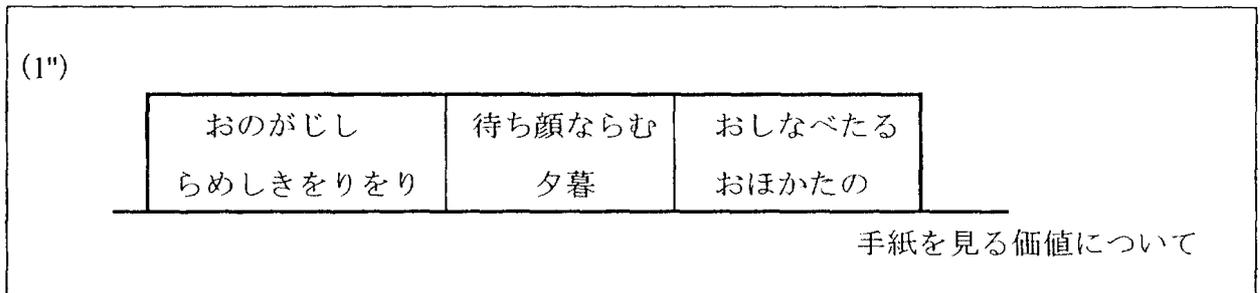 (1")
おのがじし 待ち顔ならむ おしなべたる
らめしきをりをり 夕暮 おほかたの
手紙を見る価値について